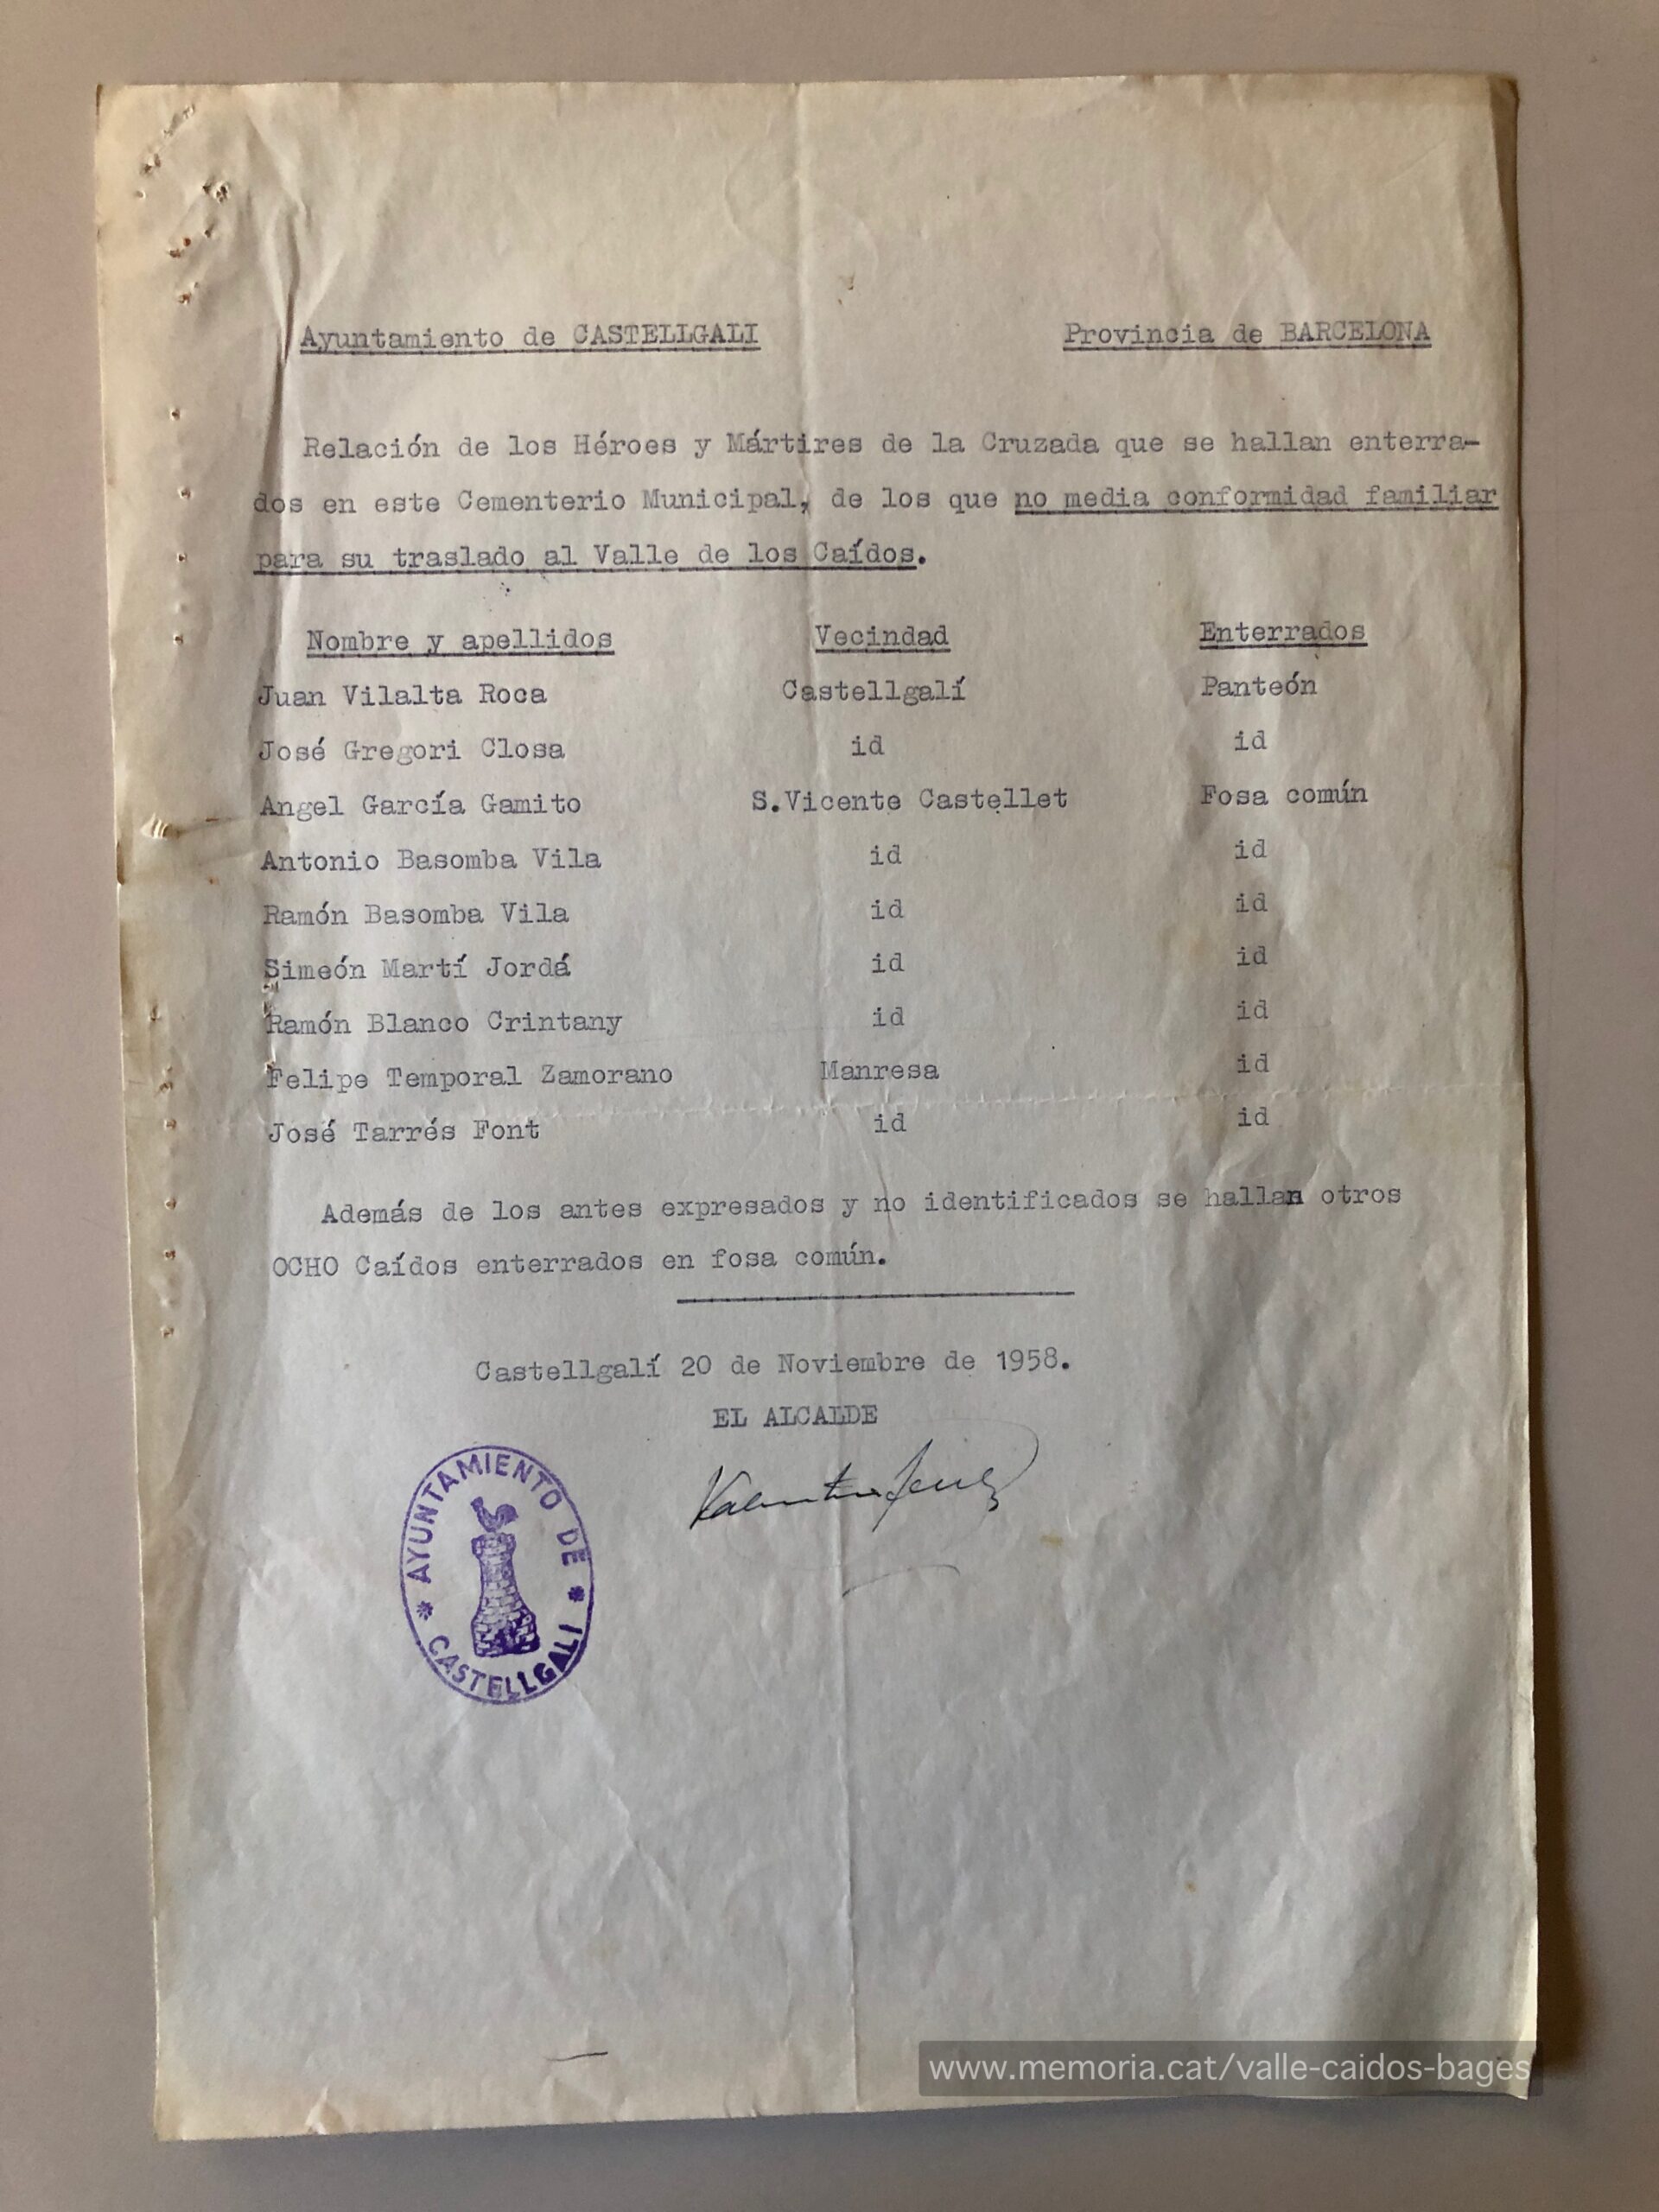 Ayuntamiento de CASTELLGALI Provincia de BARCELONA
Relación de los Héroes y Mártires de la Cruzada que se hallan enterra-
dos en este Cementerio Municipal, de los que no media conformidad familiar
para su traslado al Valle de los Caídos.
Nombre y apellidos Vecindad Enterrados
Juan Vilalta Roca Castellgalí Panteón
José Gregori Closa id id
Angel García Gamito S.Vicente Castellet Fosa común
Antonio Basomba Vila id id
Ramón Basomba Vila id id
Simeón Martí Jordá id id
Ramón Blanco Crintany id id
Felipe Temporal Zamorano Manresa id
José Tarrés Font id id
Además de los antes expresados y no identificados se hallan otros
OCHO Caídos enterrados en fosa común.
Castellgalí 20 de Noviembre de 1958.
EL ALCALDE
AYUNTAMIENTO DE
CASTELLGALI
www.memoria.cat/valle-caidos-bages